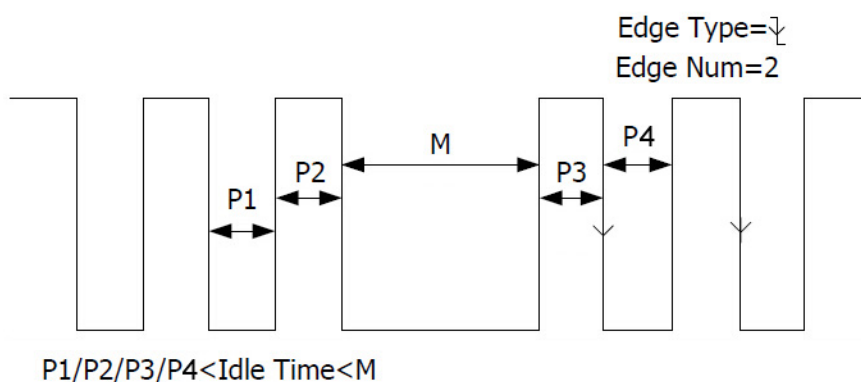 Edge Type=
Edge Num=2
M
P4
P2
P3
P1
P1/P2/P3/P4<Idle Time<M